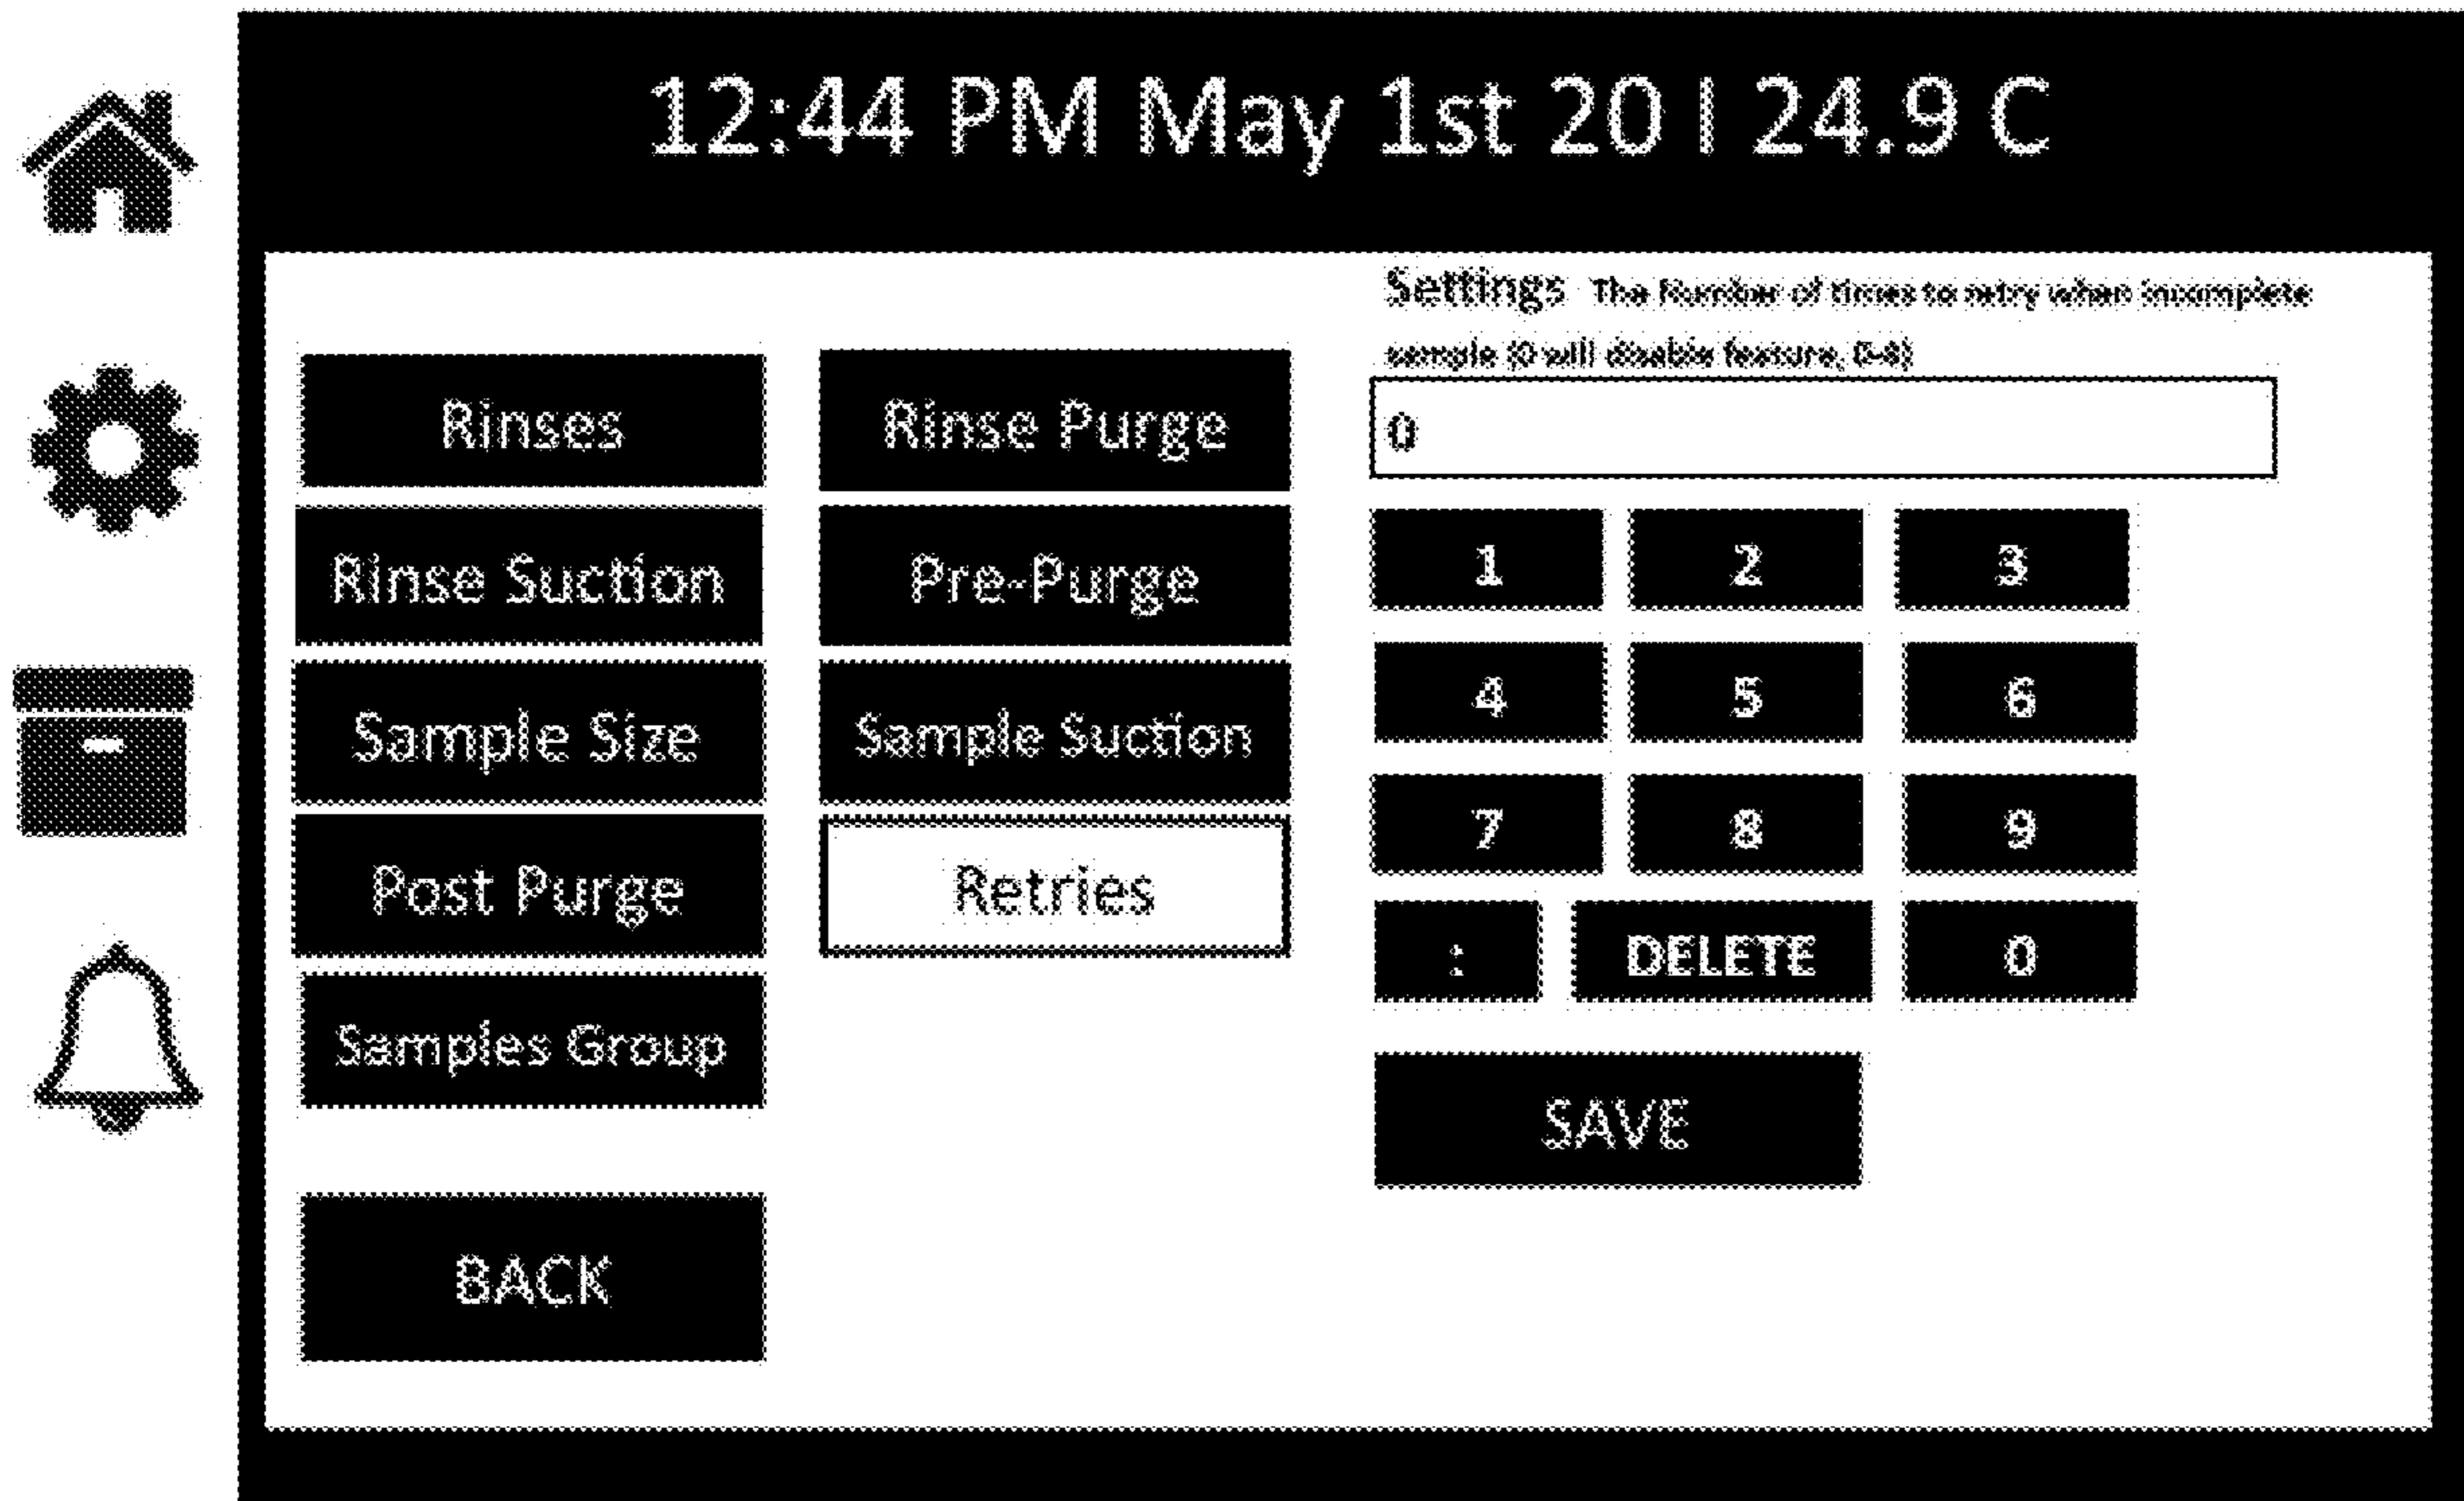 12:44 PM May 1st 20 | 24.9 C
Settings The Number of times to retry when incomplete
sample (0 will disable feature,
0
Rinses
Rinse Purge
Rinse Suction
Pre-Purge
Sample Size
Sample Suction
Post Purge
Retries
Samples Group
BACK
1 2 3
4 5 6
7 8 9
: DELETE 0
SAVE